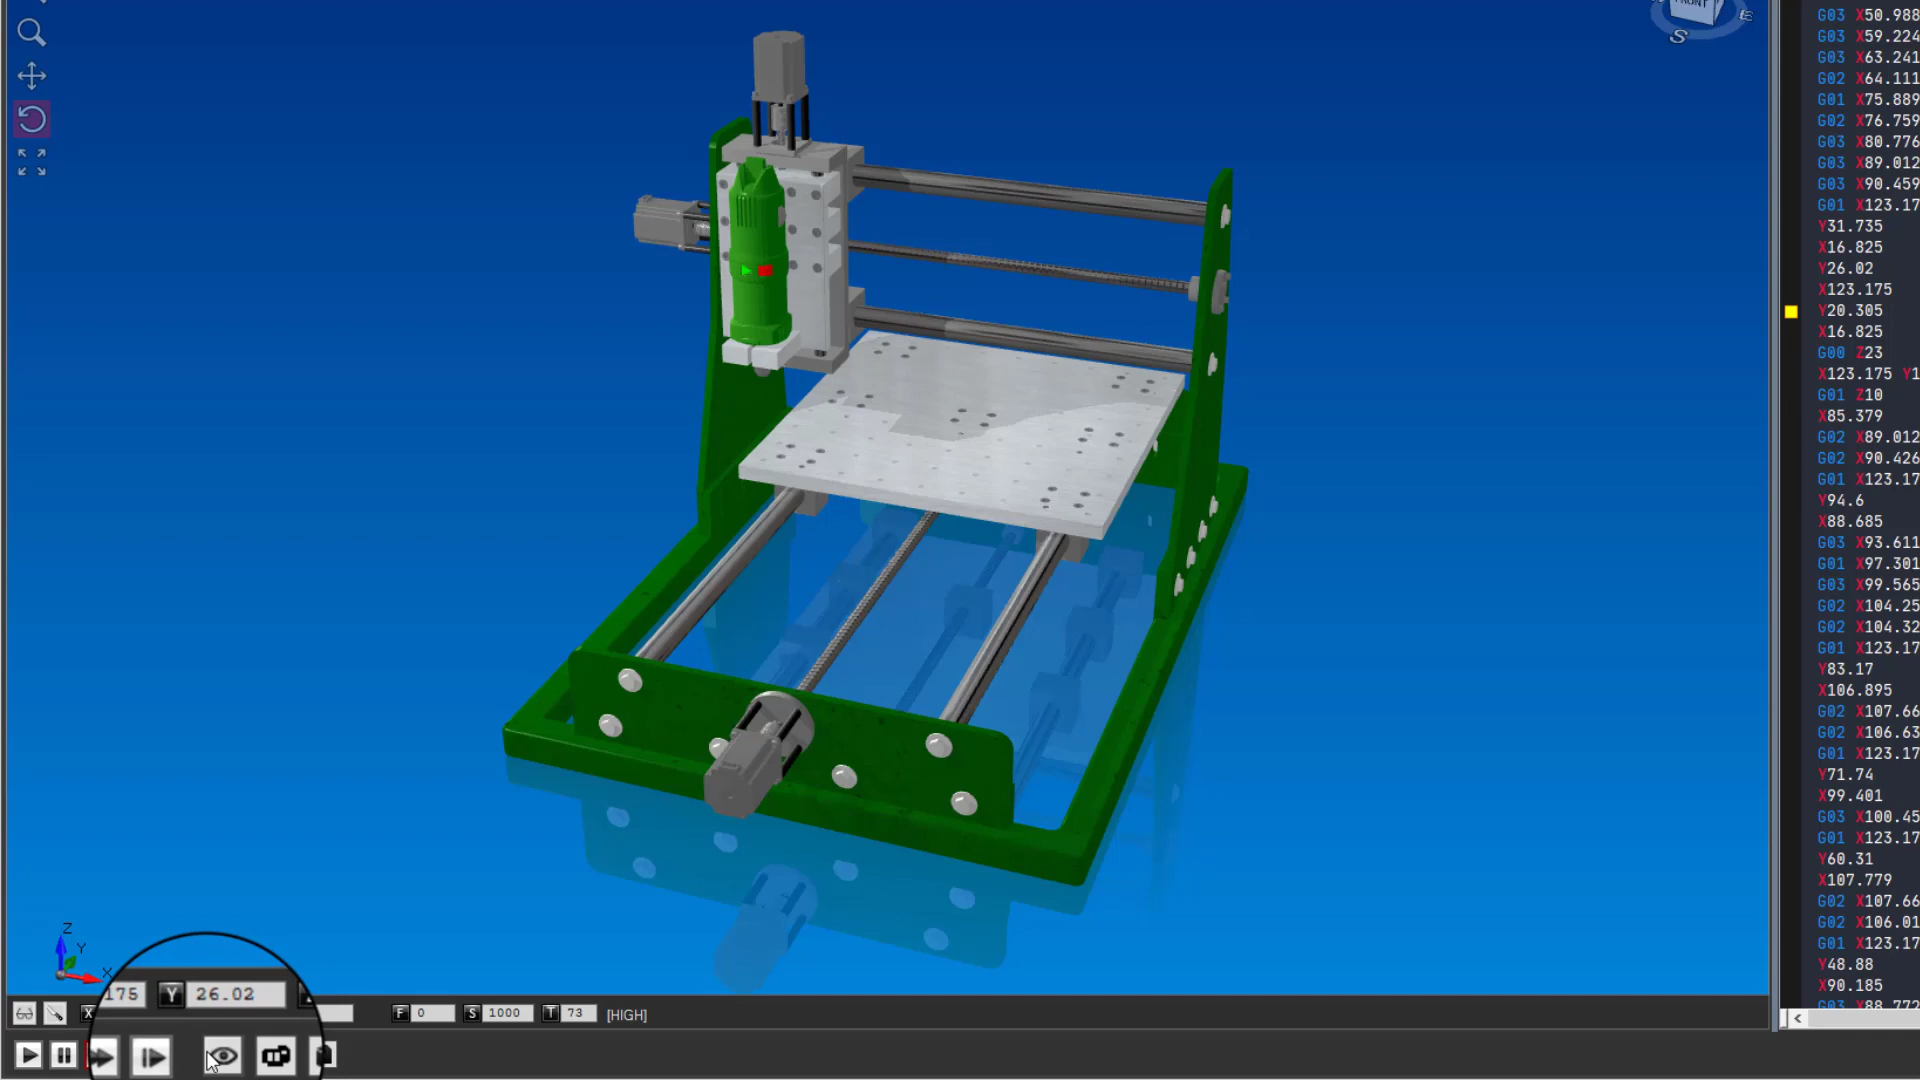 FRONT
S
E
G03 X50.988
G03 X59.224
G03 X63.241
G02 X64.111
G01 X75.889
G02 X76.759
G03 X80.776
G03 X89.012
G03 X90.459
G01 X123.17
Y31.735
X16.825
Y26.02
X123.175
Y20.305
X16.825
G00 Z23
X123.175 Y1
G01 Z10
X85.379
G02 X89.012
G02 X90.426
G01 X123.17
Y94.6
X88.685
G03 X93.611
G01 X97.301
G03 X99.565
G02 X104.25
G02 X104.32
G01 X123.17
Y83.17
X106.895
G02 X107.66
G02 X106.63
G01 X123.17
Y71.74
X99.401
G03 X100.45
G01 X123.17
Y60.31
X107.779
G02 X107.66
G02 X106.01
G01 X123.17
Y48.88
X90.185
G03 X88.772
Z
Y
X
175 Y 26.02
X F 0 S 1000 T 73 [HIGH]